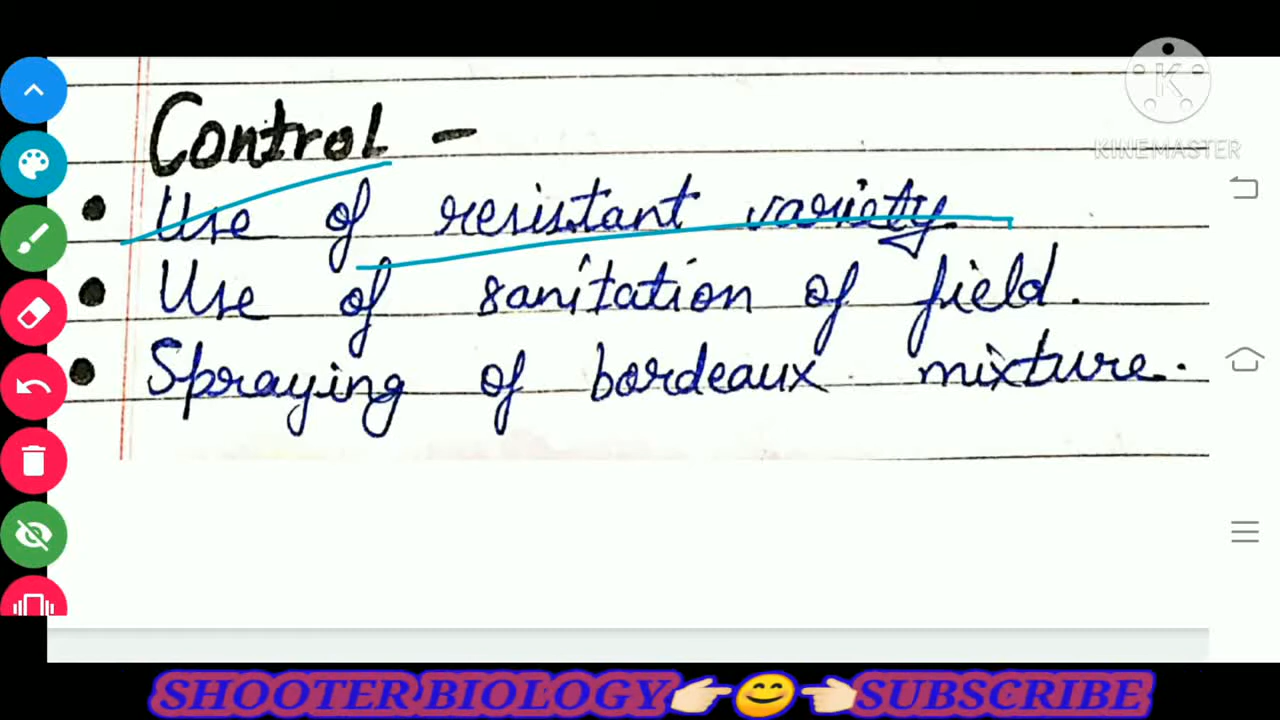 KINEMASTER
Control -
• Use of resistant variety
• Use of sanitation of field.
• Spraying of bordeaux mixture.
SHOOTER BIOLOGY👉🏻😊👈🏻SUBSCRIBE